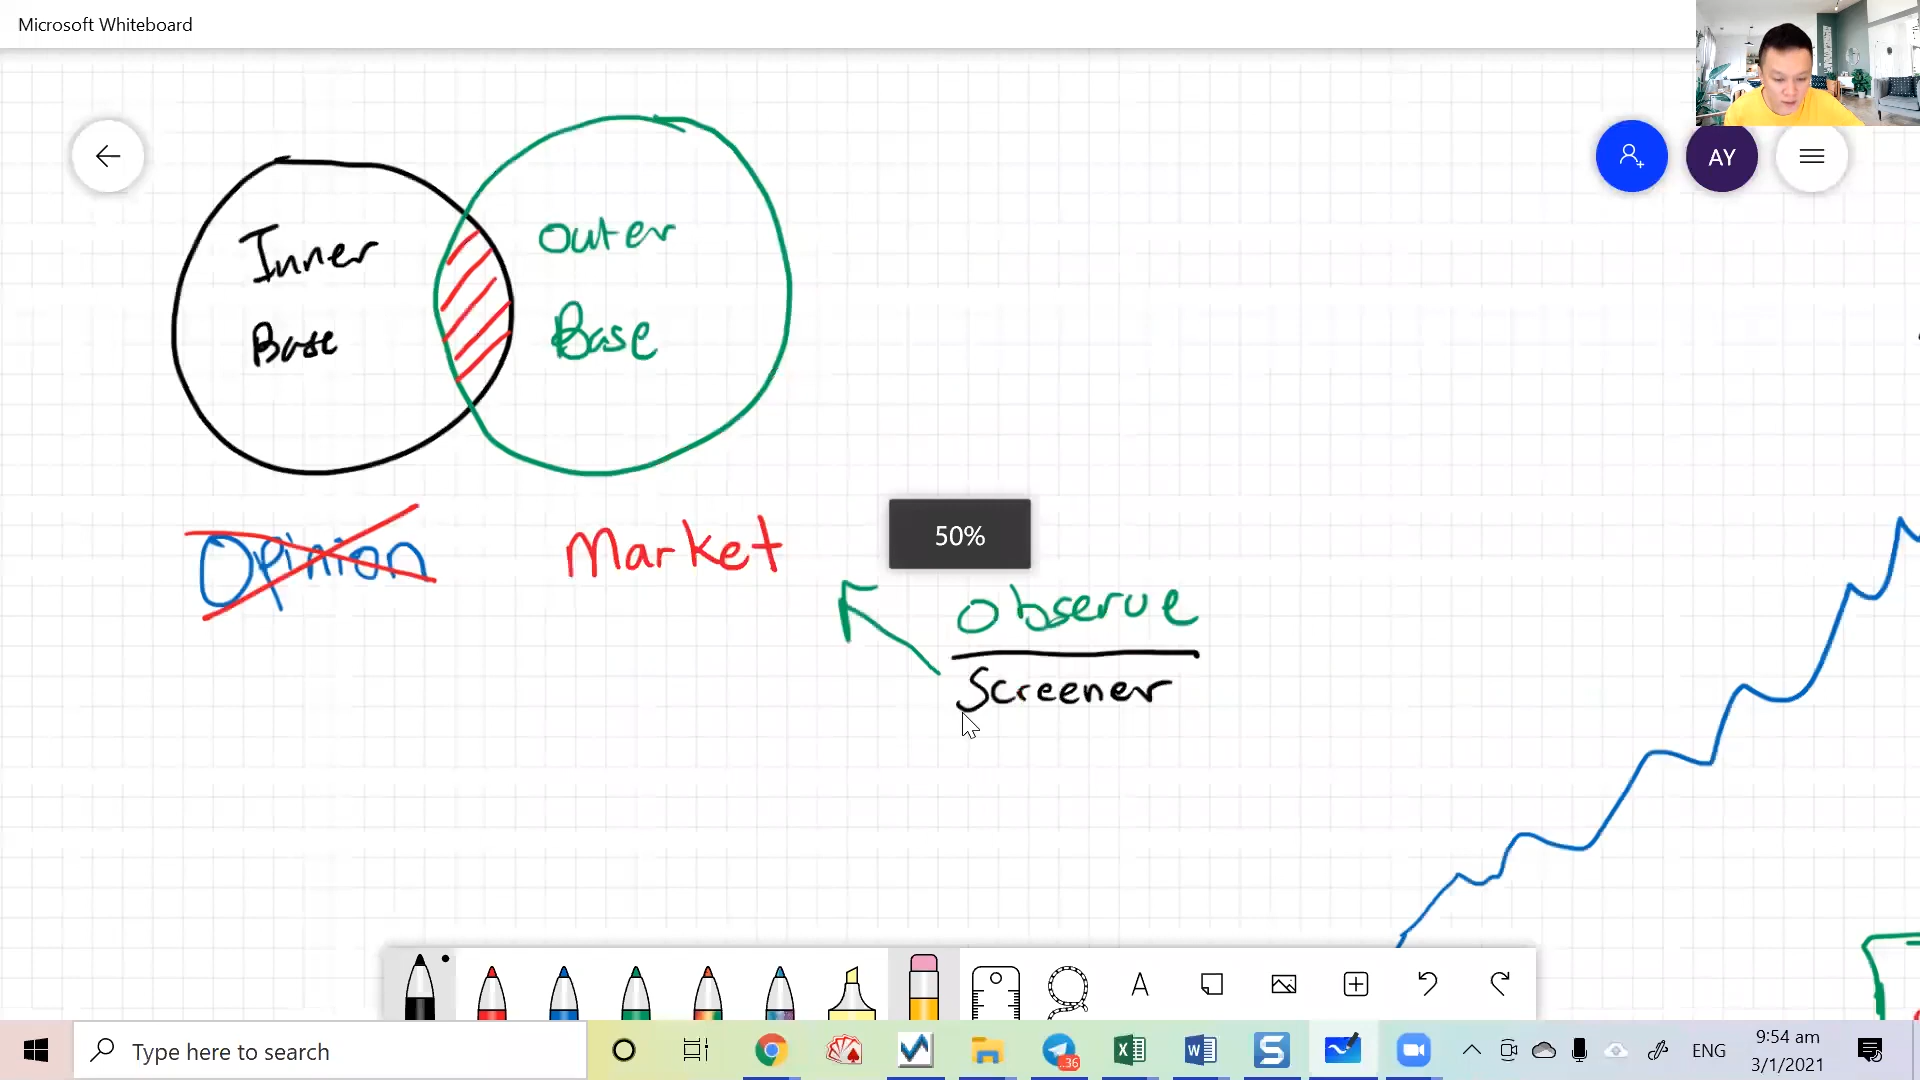 Microsoft Whiteboard
AY
Inner
Base
Outer
Base
Opinion
Market
50%
Observe
Screener
A
Type here to search
36
ENG
9:54 am
3/1/2021